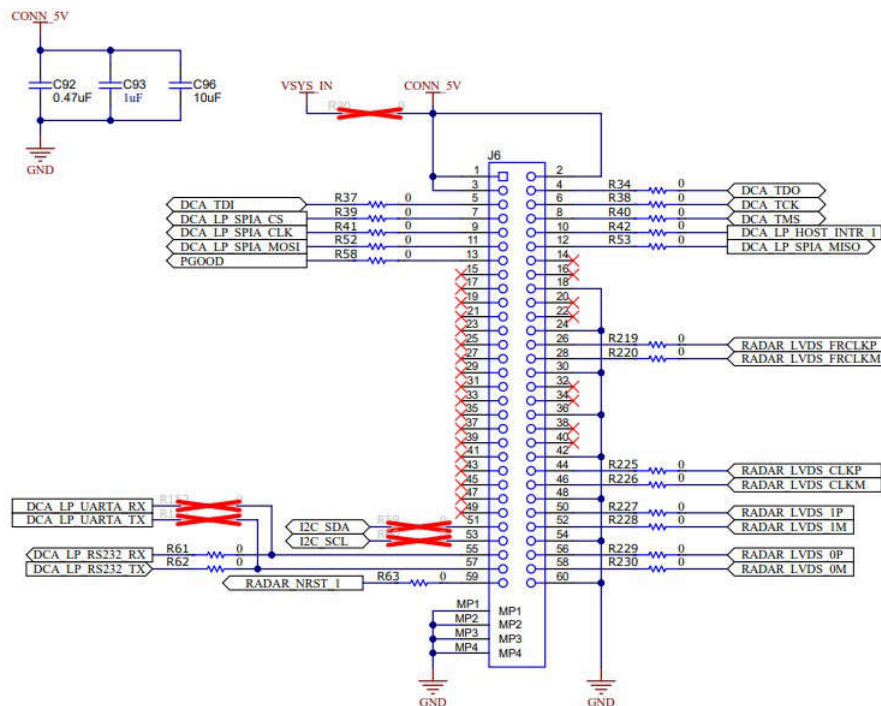 CONN_5V
C92 C93 C96
0.47uF 1uF 10uF
GND
VSYS_IN CONN_5V
R30 0
J6
1 2
3 4 R34 0 DCA_TDO
DCA_TDI R37 0 5 6 R38 0 DCA_TCK
DCA_LP_SPIA_CS R39 0 7 8 R40 0 DCA_TMS
DCA_LP_SPIA_CLK R41 0 9 10 R42 0 DCA_LP_HOST_INTR_1
DCA_LP_SPIA_MOSI R52 0 11 12 R53 0 DCA_LP_SPIA_MISO
PGOOD R58 0 13 14
15 16
17 18
19 20
21 22
23 24
25 26 R219 0 RADAR_LVDS_FRCLKP
27 28 R220 0 RADAR_LVDS_FRCLKM
29 30
31 32
33 34
35 36
37 38
39 40
41 42
43 44 R225 0 RADAR_LVDS_CLKP
45 46 R226 0 RADAR_LVDS_CLKM
47 48
DCA_LP_UARTA_RX 0
49 50 R227 0 RADAR_LVDS_1P
DCA_LP_UARTA_TX
I2C_SDA R59 0 51 52 R228 0 RADAR_LVDS_1M
I2C_SCL 53 54
DCA_LP_RS232_RX R61 0 55 56 R229 0 RADAR_LVDS_0P
DCA_LP_RS232_TX R62 0 57 58 R230 0 RADAR_LVDS_0M
RADAR_NRST_1 R63 0 59 60
MP1 MP1
MP2 MP2
MP3 MP3
MP4 MP4
GND GND